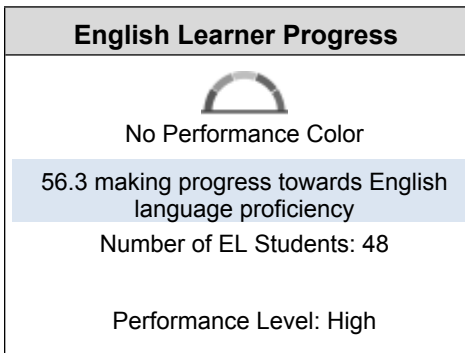 English Learner Progress
No Performance Color
56.3 making progress towards English
language proficiency
Number of EL Students: 48
Performance Level: High